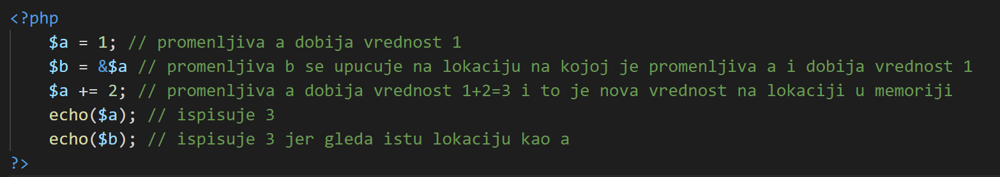 <?php
$a = 1; // promenljiva a dobija vrednost 1
$b = &$a // promenljiva b se upucuje na lokaciju na kojoj je promenljiva a i dobija vrednost 1
$a += 2; // promenljiva a dobija vrednost 1+2=3 i to je nova vrednost na lokaciji u memoriji
echo($a); // ispisuje 3
echo($b); // ispisuje 3 jer gleda istu lokaciju kao a
?>